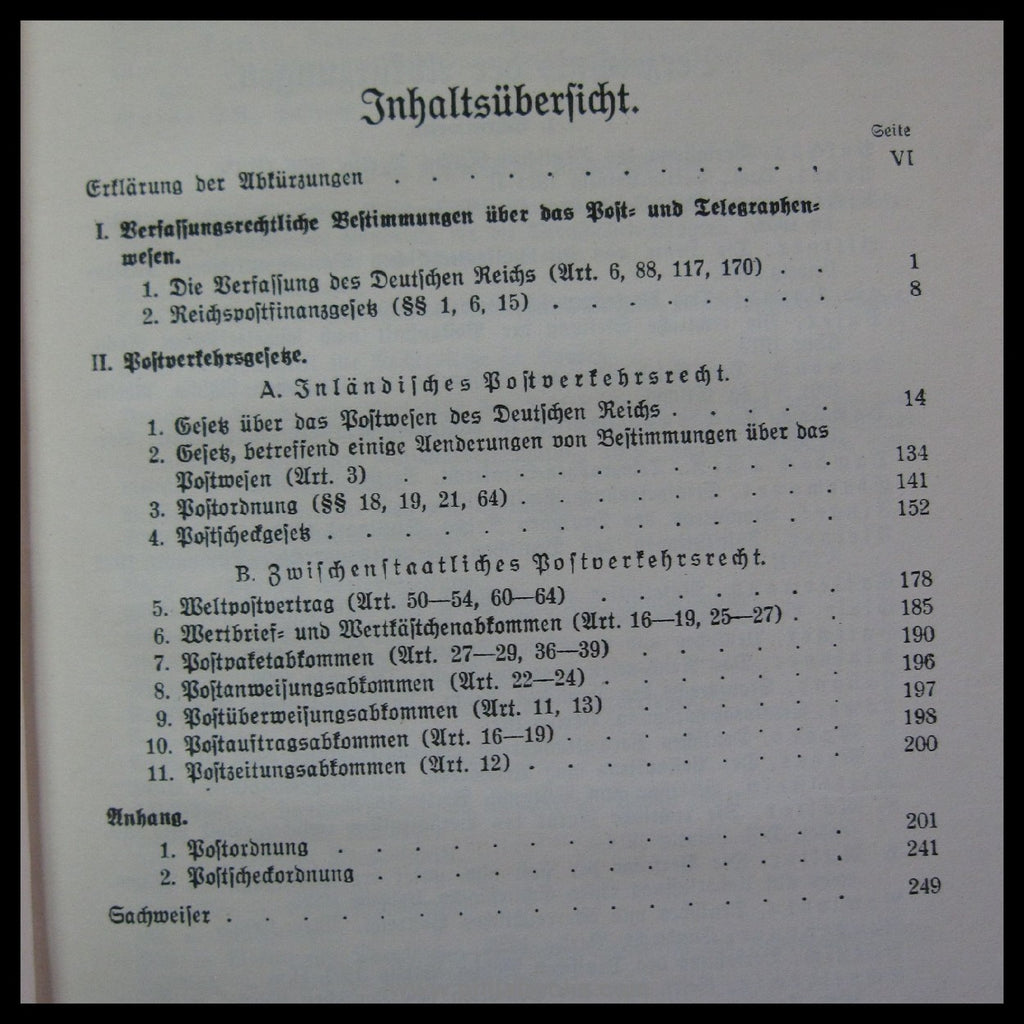 Inhaltsübersicht.
Seite
Erklärung der Abkürzungen . . . . . . . . . . . VI
I. Verfassungsrechtliche Bestimmungen über das Post- und Telegraphen-
wesen.
1. Die Verfassung des Deutschen Reichs (Art. 6, 88, 117, 170) . . 1
2. Reichspostfinanzgesetz (§§ 1, 6, 15) . . . . . . . . 8
II. Postverkehrsgesetze.
A. Inländisches Postverkehrsrecht.
1. Gesetz über das Postwesen des Deutschen Reichs . . . . . 14
2. Gesetz, betreffend einige Aenderungen von Bestimmungen über das
Postwesen (Art. 3) . . . . . . . . . . . . 134
3. Postordnung (§§ 18, 19, 21, 64) . . . . . . . . . 141
4. Postscheckgesetz . . . . . . . . . . . . . . 152
B. Zwischenstaatliches Postverkehrsrecht.
5. Weltpostvertrag (Art. 50—54, 60—64) . . . . . . 178
6. Wertbrief- und Wertkästchenabkommen (Art. 16—19, 25—27) . . 185
7. Postpaketabkommen (Art. 27—29, 36—39) . . . . . . 190
8. Postanweisungsabkommen (Art. 22—24) . . . . . . . 196
9. Postüberweisungsabkommen (Art. 11, 13) . . . . . . 197
10. Postauftragsabkommen (Art. 16—19) . . . . . . . . 198
11. Postzeitungsabkommen (Art. 12) . . . . . . . . . 200
Anhang.
1. Postordnung . . . . . . . . . . . . . . 201
2. Postscheckordnung . . . . . . . . . . . . . 241
Sachweiser . . . . . . . . . . . . . . . . . 249